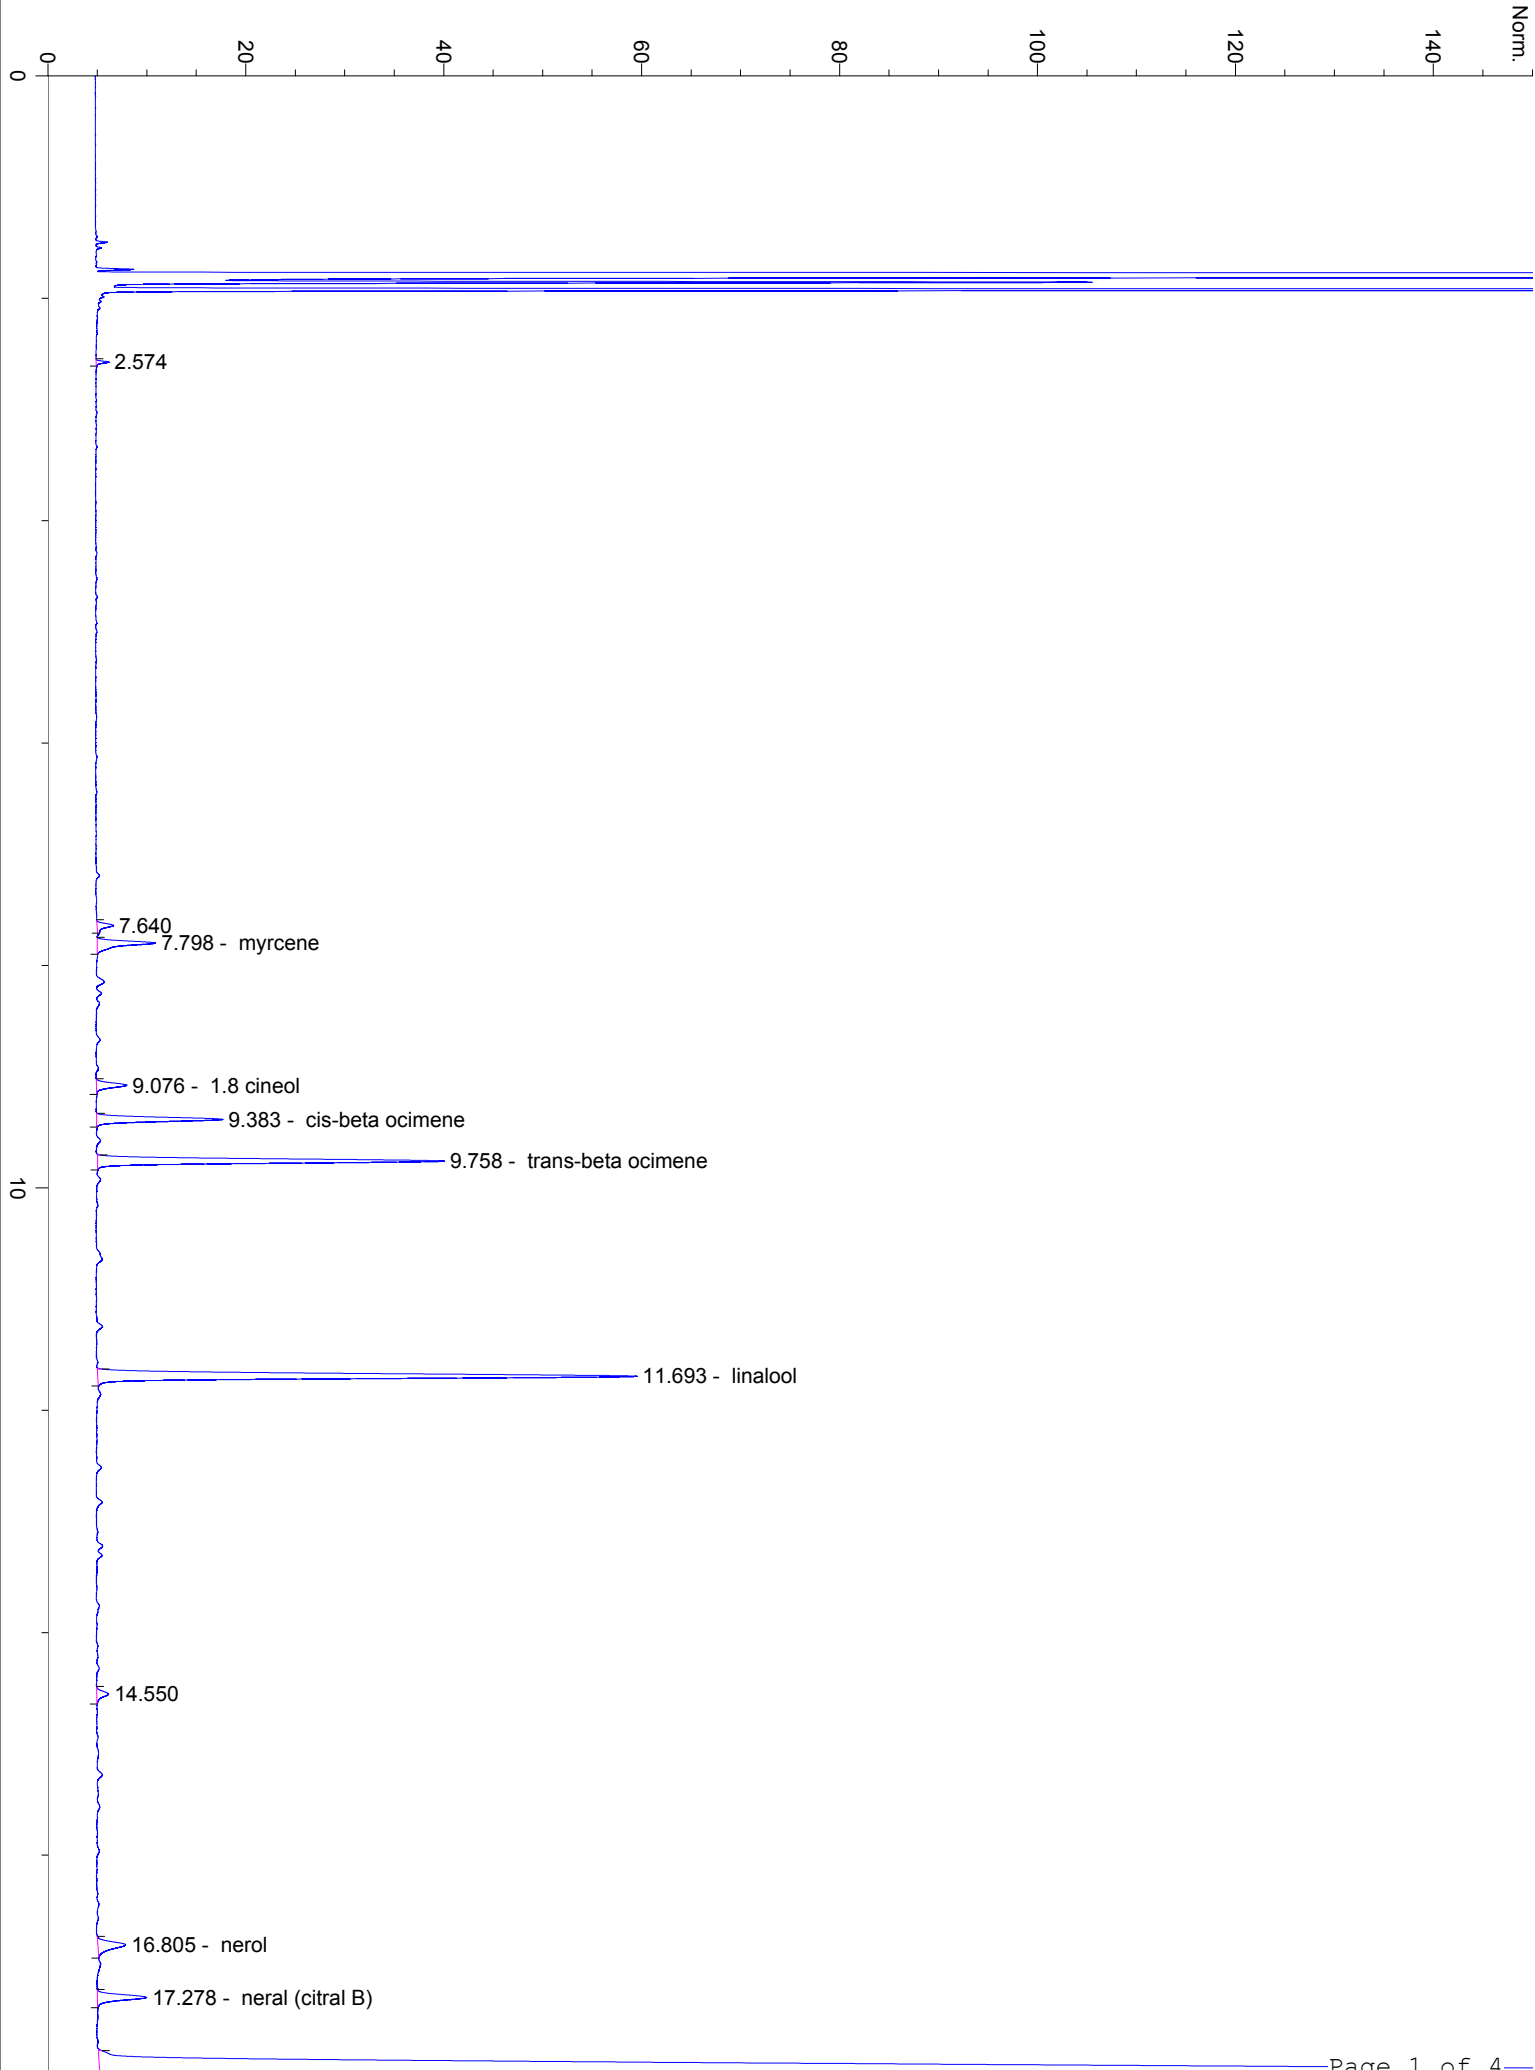 Norm.
0
20
40
60
80
100
120
140
0
2.574
7.640
7.798 - myrcene
9.076 - 1.8 cineol
9.383 - cis-beta ocimene
9.758 - trans-beta ocimene
10
11.693 - linalool
14.550
16.805 - nerol
17.278 - neral (citral B)
Page 1 of 4